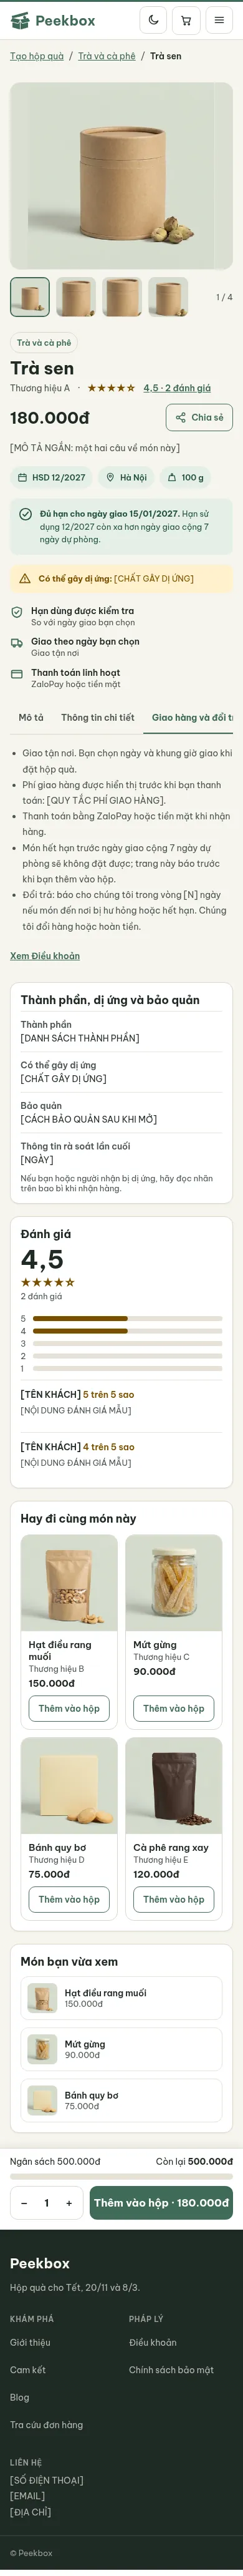 Peekbox
Tạo hộp quà / Trà và cà phê / Trà sen
1 / 4
Trà và cà phê
Trà sen
Thương hiệu A · ★★★★☆ 4,5 · 2 đánh giá
180.000đ
Chia sẻ
[MÔ TẢ NGẮN: một hai câu về món này]
HSD 12/2027
Hà Nội
100 g
Đủ hạn cho ngày giao 15/01/2027. Hạn sử
dụng 12/2027 còn xa hơn ngày giao cộng 7
ngày dự phòng.
Có thể gây dị ứng: [CHẤT GÂY DỊ ỨNG]
Hạn dùng được kiểm tra
So với ngày giao bạn chọn
Giao theo ngày bạn chọn
Giao tận nơi
Thanh toán linh hoạt
ZaloPay hoặc tiền mặt
Mô tả
Thông tin chi tiết
Giao hàng và đổi tr
Giao tận nơi. Bạn chọn ngày và khung giờ giao khi
đặt hộp quà.
Phí giao hàng được hiển thị trước khi bạn thanh
toán: [QUY TẮC PHÍ GIAO HÀNG].
Thanh toán bằng ZaloPay hoặc tiền mặt khi nhận
hàng.
Món hết hạn trước ngày giao cộng 7 ngày dự
phòng sẽ không đặt được; trang này báo trước
khi bạn thêm vào hộp.
Đổi trả: báo cho chúng tôi trong vòng [N] ngày
nếu món đến nơi bị hư hỏng hoặc hết hạn. Chúng
tôi đổi hàng hoặc hoàn tiền.
Xem Điều khoản
Thành phần, dị ứng và bảo quản
Thành phần
[DANH SÁCH THÀNH PHẦN]
Có thể gây dị ứng
[CHẤT GÂY DỊ ỨNG]
Bảo quản
[CÁCH BẢO QUẢN SAU KHI MỞ]
Thông tin rà soát lần cuối
[NGÀY]
Nếu bạn hoặc người nhận bị dị ứng, hãy đọc nhãn
trên bao bì khi nhận hàng.
Đánh giá
4,5
★★★★☆
2 đánh giá
5
4
3
2
1
[TÊN KHÁCH] 5 trên 5 sao
[NỘI DUNG ĐÁNH GIÁ MẪU]
[TÊN KHÁCH] 4 trên 5 sao
[NỘI DUNG ĐÁNH GIÁ MẪU]
Hay đi cùng món này
Hạt điều rang
muối
Thương hiệu B
150.000đ
Thêm vào hộp
Mứt gừng
Thương hiệu C
90.000đ
Thêm vào hộp
Bánh quy bơ
Thương hiệu D
75.000đ
Thêm vào hộp
Cà phê rang xay
Thương hiệu E
120.000đ
Thêm vào hộp
Món bạn vừa xem
Hạt điều rang muối
150.000đ
Mứt gừng
90.000đ
Bánh quy bơ
75.000đ
Ngân sách 500.000đ
Còn lại 500.000đ
− 1 +
Thêm vào hộp · 180.000đ
Peekbox
Hộp quà cho Tết, 20/11 và 8/3.
KHÁM PHÁ
Giới thiệu
Cam kết
Blog
Tra cứu đơn hàng
PHÁP LÝ
Điều khoản
Chính sách bảo mật
LIÊN HỆ
[SỐ ĐIỆN THOẠI]
[EMAIL]
[ĐỊA CHỈ]
© Peekbox